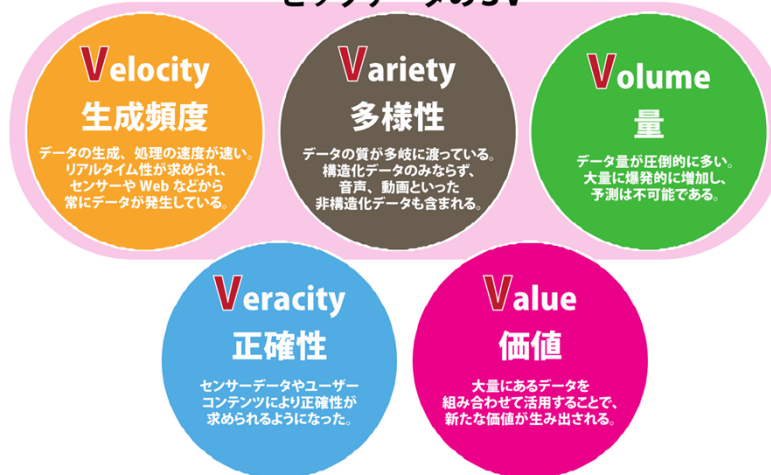 ビッグデータの5V
Velocity
生成頻度
データの生成、処理の速度が速い。
リアルタイム性が求められ、
センサーや Web などから
常にデータが発生している。
Variety
多様性
データの質が多岐に渡っている。
構造化データのみならず、
音声、動画といった
非構造化データも含まれる。
Volume
量
データ量が圧倒的に多い。
大量に爆発的に増加し、
予測は不可能である。
Veracity
正確性
センサーデータやユーザー
コンテンツにより正確性が
求められるようになった。
Value
価値
大量にあるデータを
組み合わせて活用することで、
新たな価値が生み出される。